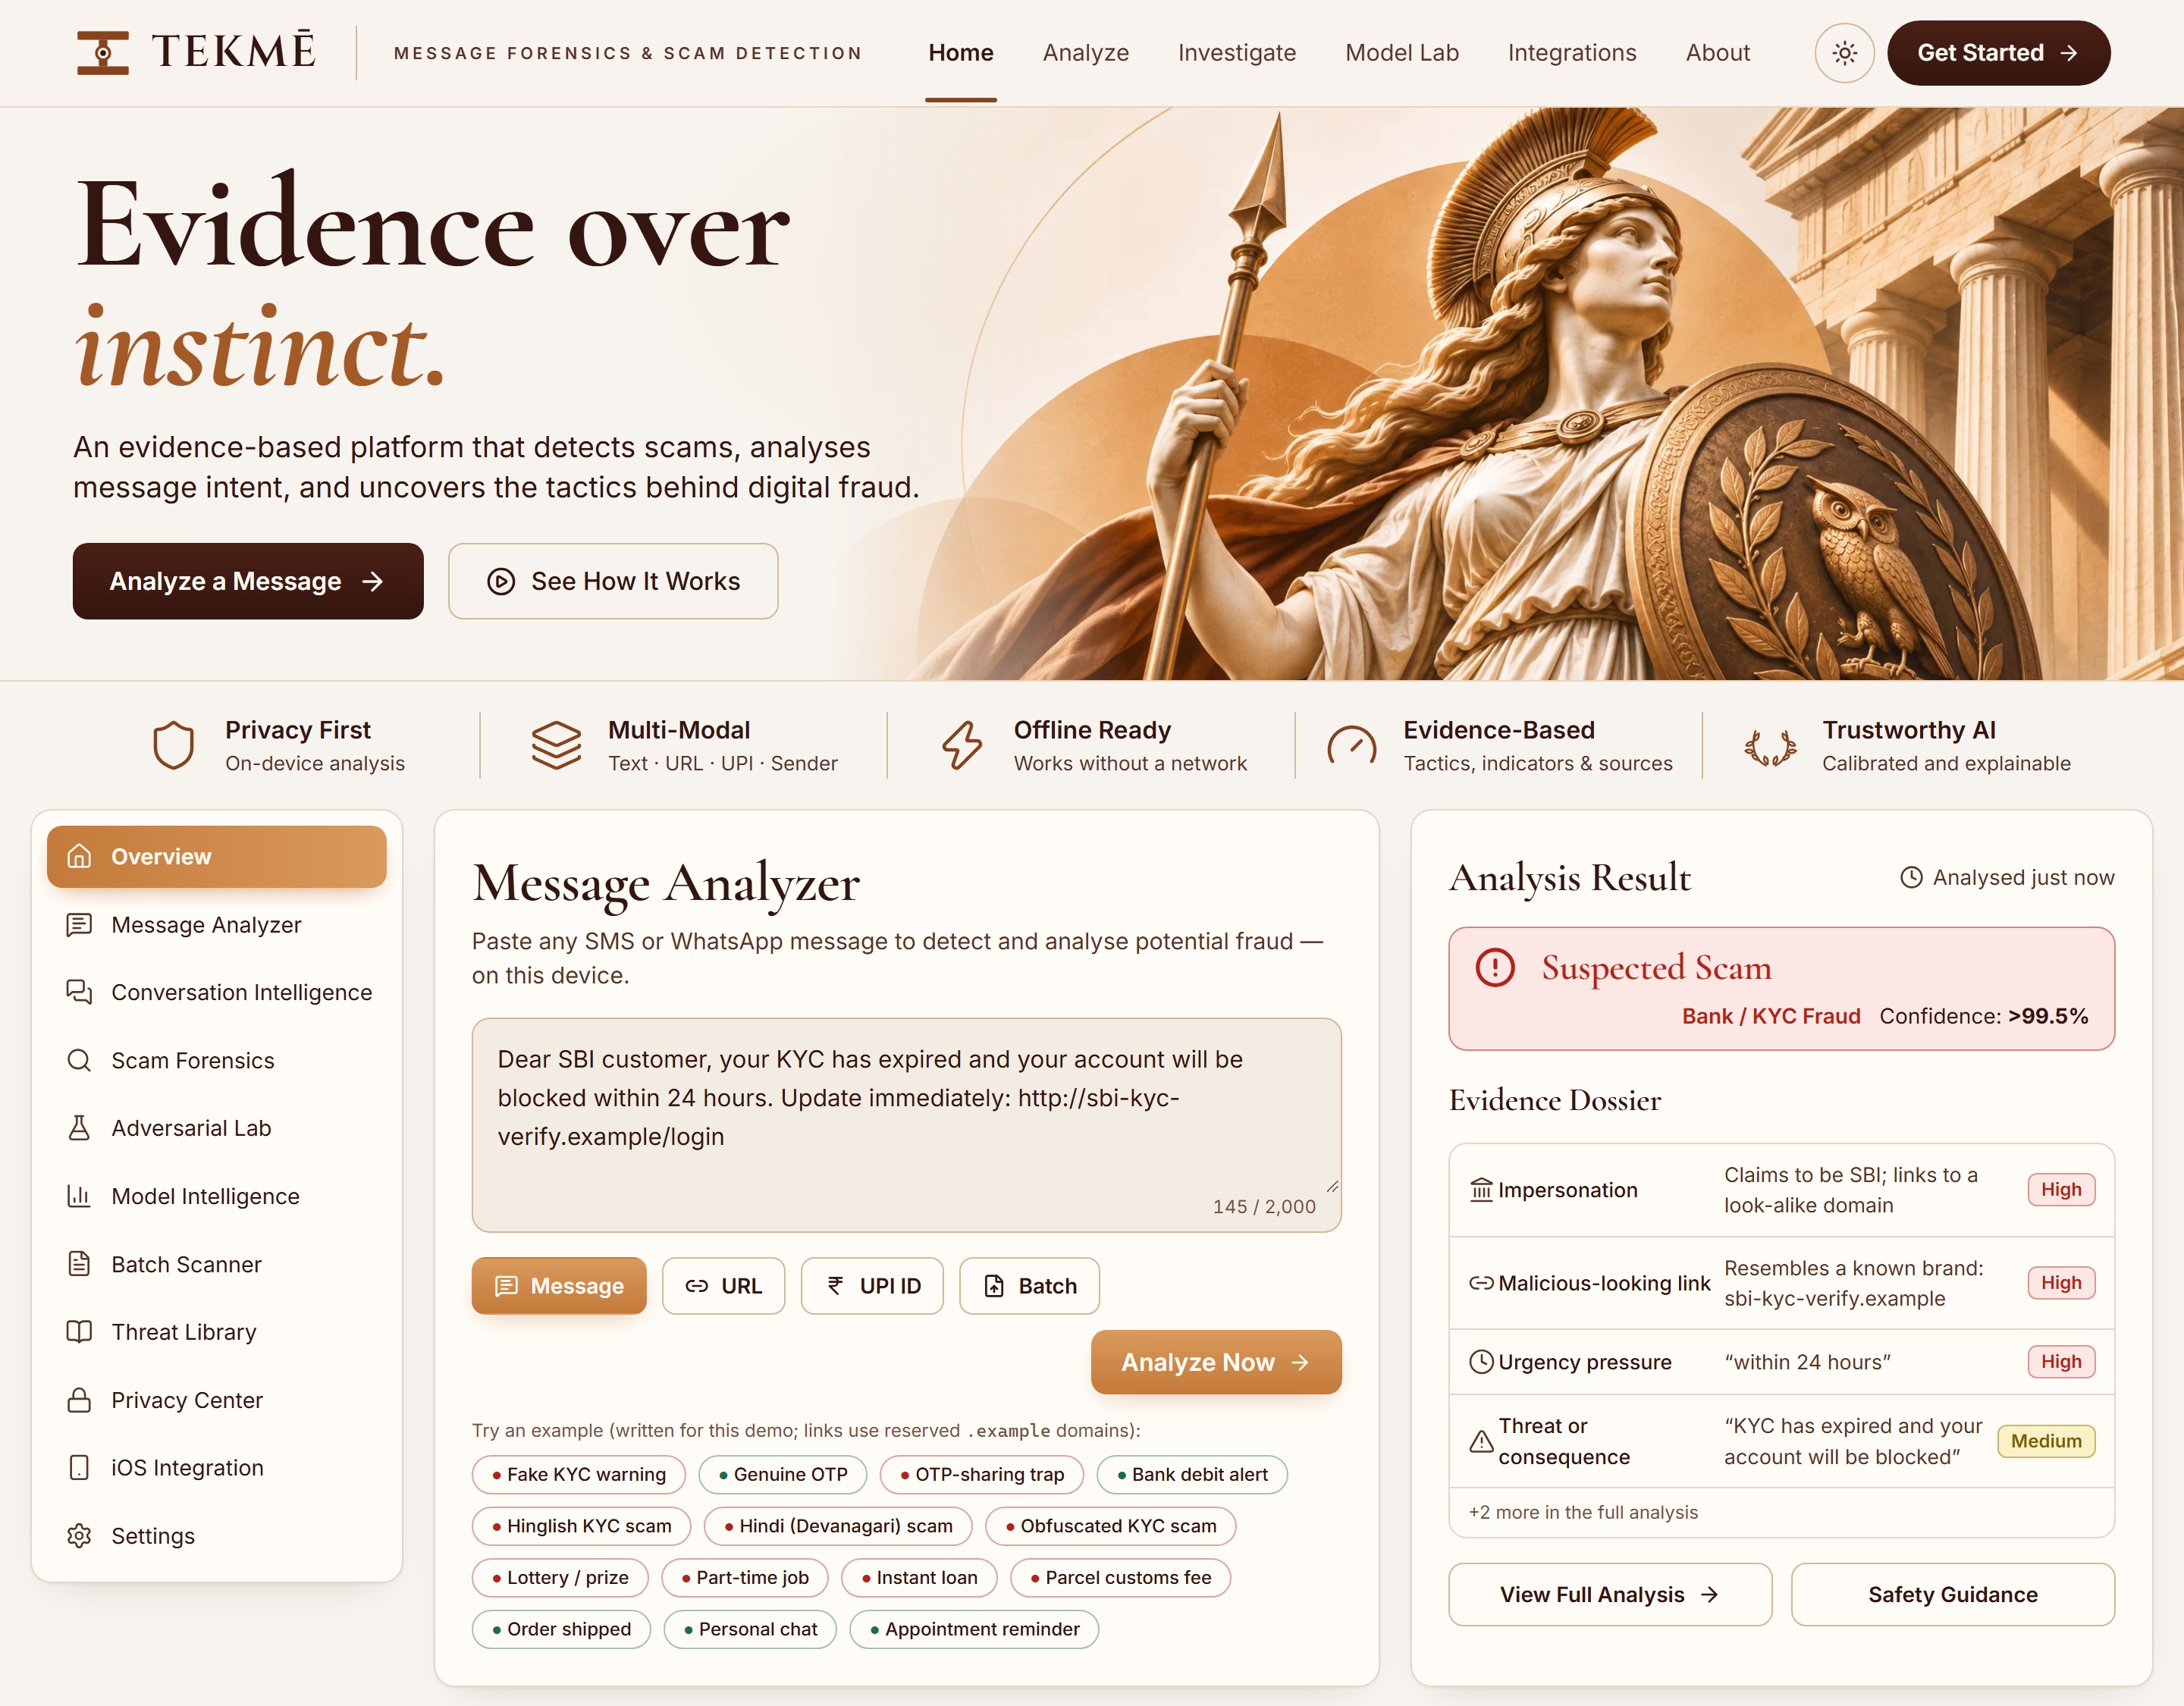 TEKMĒ
MESSAGE FORENSICS & SCAM DETECTION
Home
Analyze
Investigate
Model Lab
Integrations
About
Get Started
Evidence over
instinct.
An evidence-based platform that detects scams, analyses
message intent, and uncovers the tactics behind digital fraud.
Analyze a Message
See How It Works
Privacy First
On-device analysis
Multi-Modal
Text · URL · UPI · Sender
Offline Ready
Works without a network
Evidence-Based
Tactics, indicators & sources
Trustworthy AI
Calibrated and explainable
Overview
Message Analyzer
Conversation Intelligence
Scam Forensics
Adversarial Lab
Model Intelligence
Batch Scanner
Threat Library
Privacy Center
iOS Integration
Settings
Message Analyzer
Paste any SMS or WhatsApp message to detect and analyse potential fraud —
on this device.
Dear SBI customer, your KYC has expired and your account will be
blocked within 24 hours. Update immediately: http://sbi-kyc-
verify.example/login
145 / 2,000
Message
URL
₹ UPI ID
Batch
Analyze Now
Try an example (written for this demo; links use reserved .example domains):
Fake KYC warning
Genuine OTP
OTP-sharing trap
Bank debit alert
Hinglish KYC scam
Hindi (Devanagari) scam
Obfuscated KYC scam
Lottery / prize
Part-time job
Instant loan
Parcel customs fee
Order shipped
Personal chat
Appointment reminder
Analysis Result
Analysed just now
Suspected Scam
Bank / KYC Fraud Confidence: >99.5%
Evidence Dossier
Impersonation
Claims to be SBI; links to a
look-alike domain
High
Malicious-looking link
Resembles a known brand:
sbi-kyc-verify.example
High
Urgency pressure
“within 24 hours”
High
Threat or
consequence
“KYC has expired and your
account will be blocked”
Medium
+2 more in the full analysis
View Full Analysis
Safety Guidance